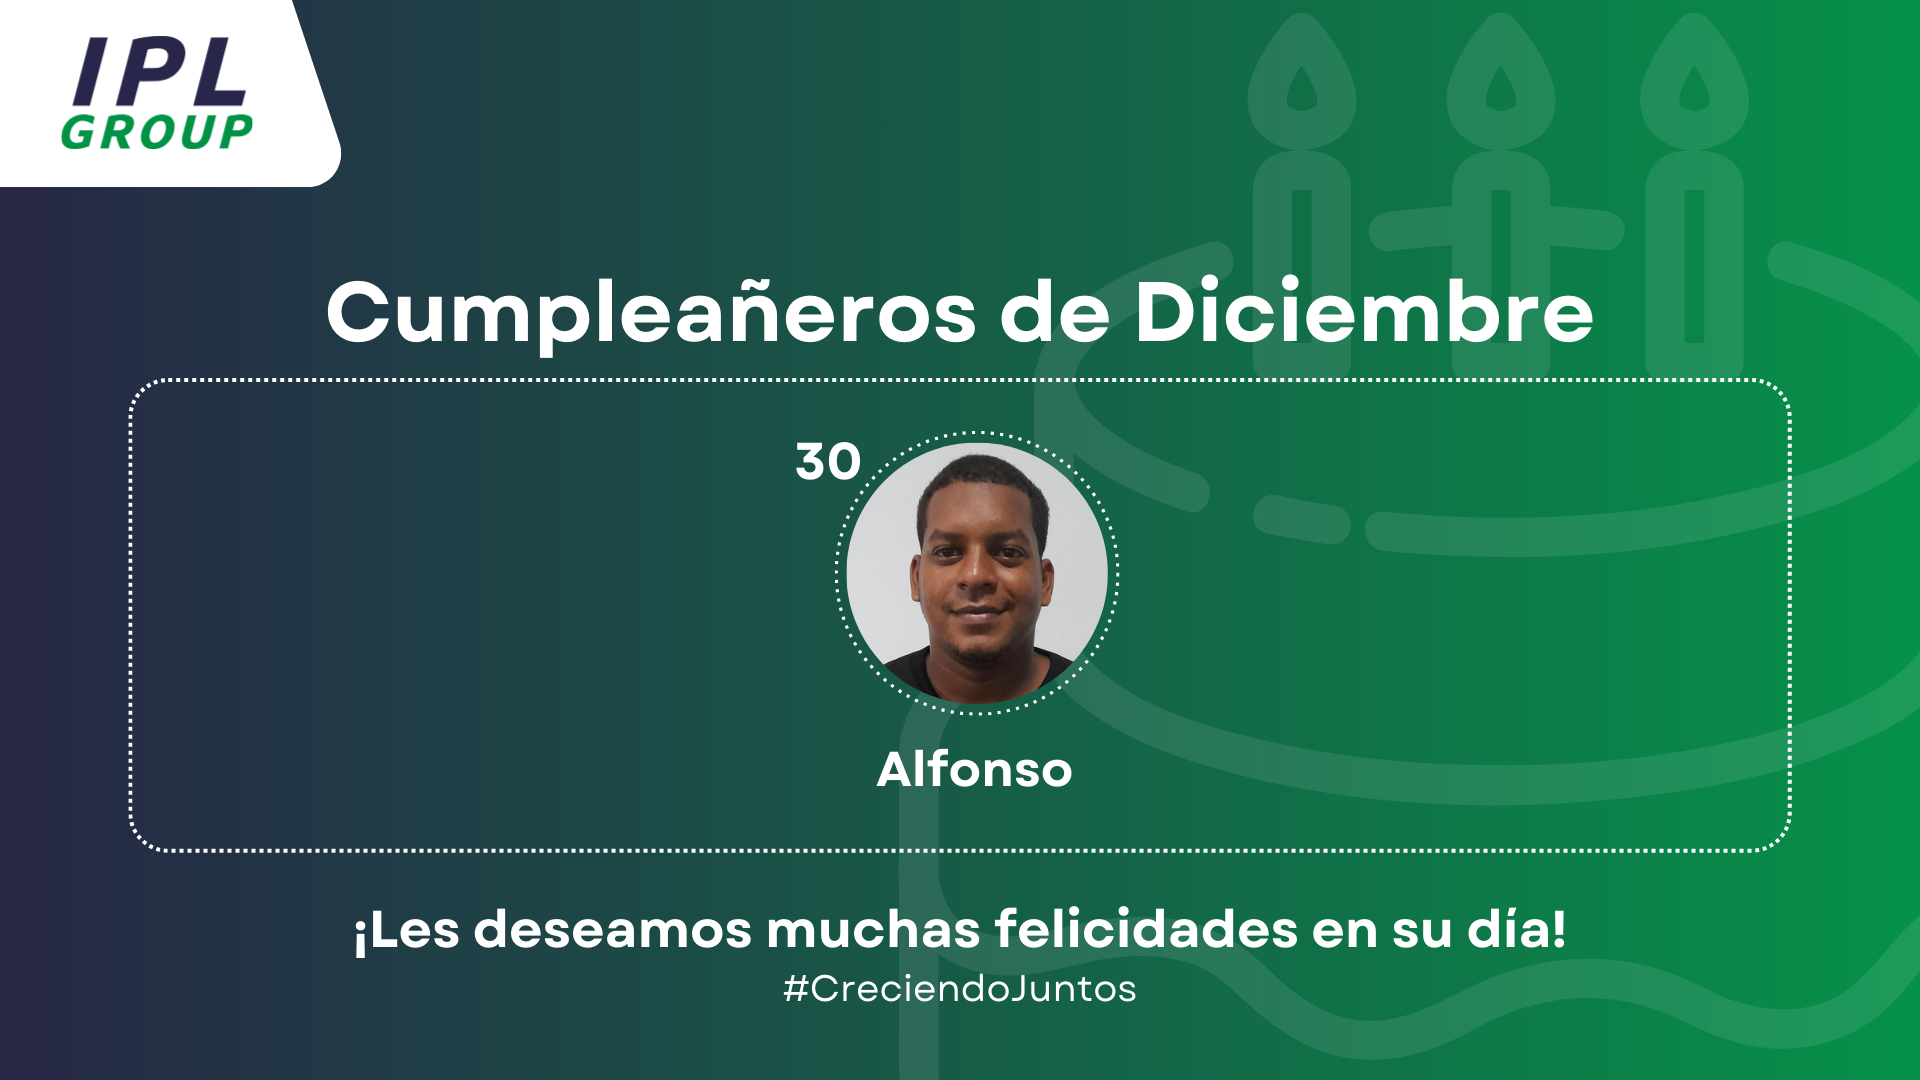 IPL
GROUP
Cumpleañeros de Diciembre
30
Alfonso
¡Les deseamos muchas felicidades en su día!
#CreciendoJuntos